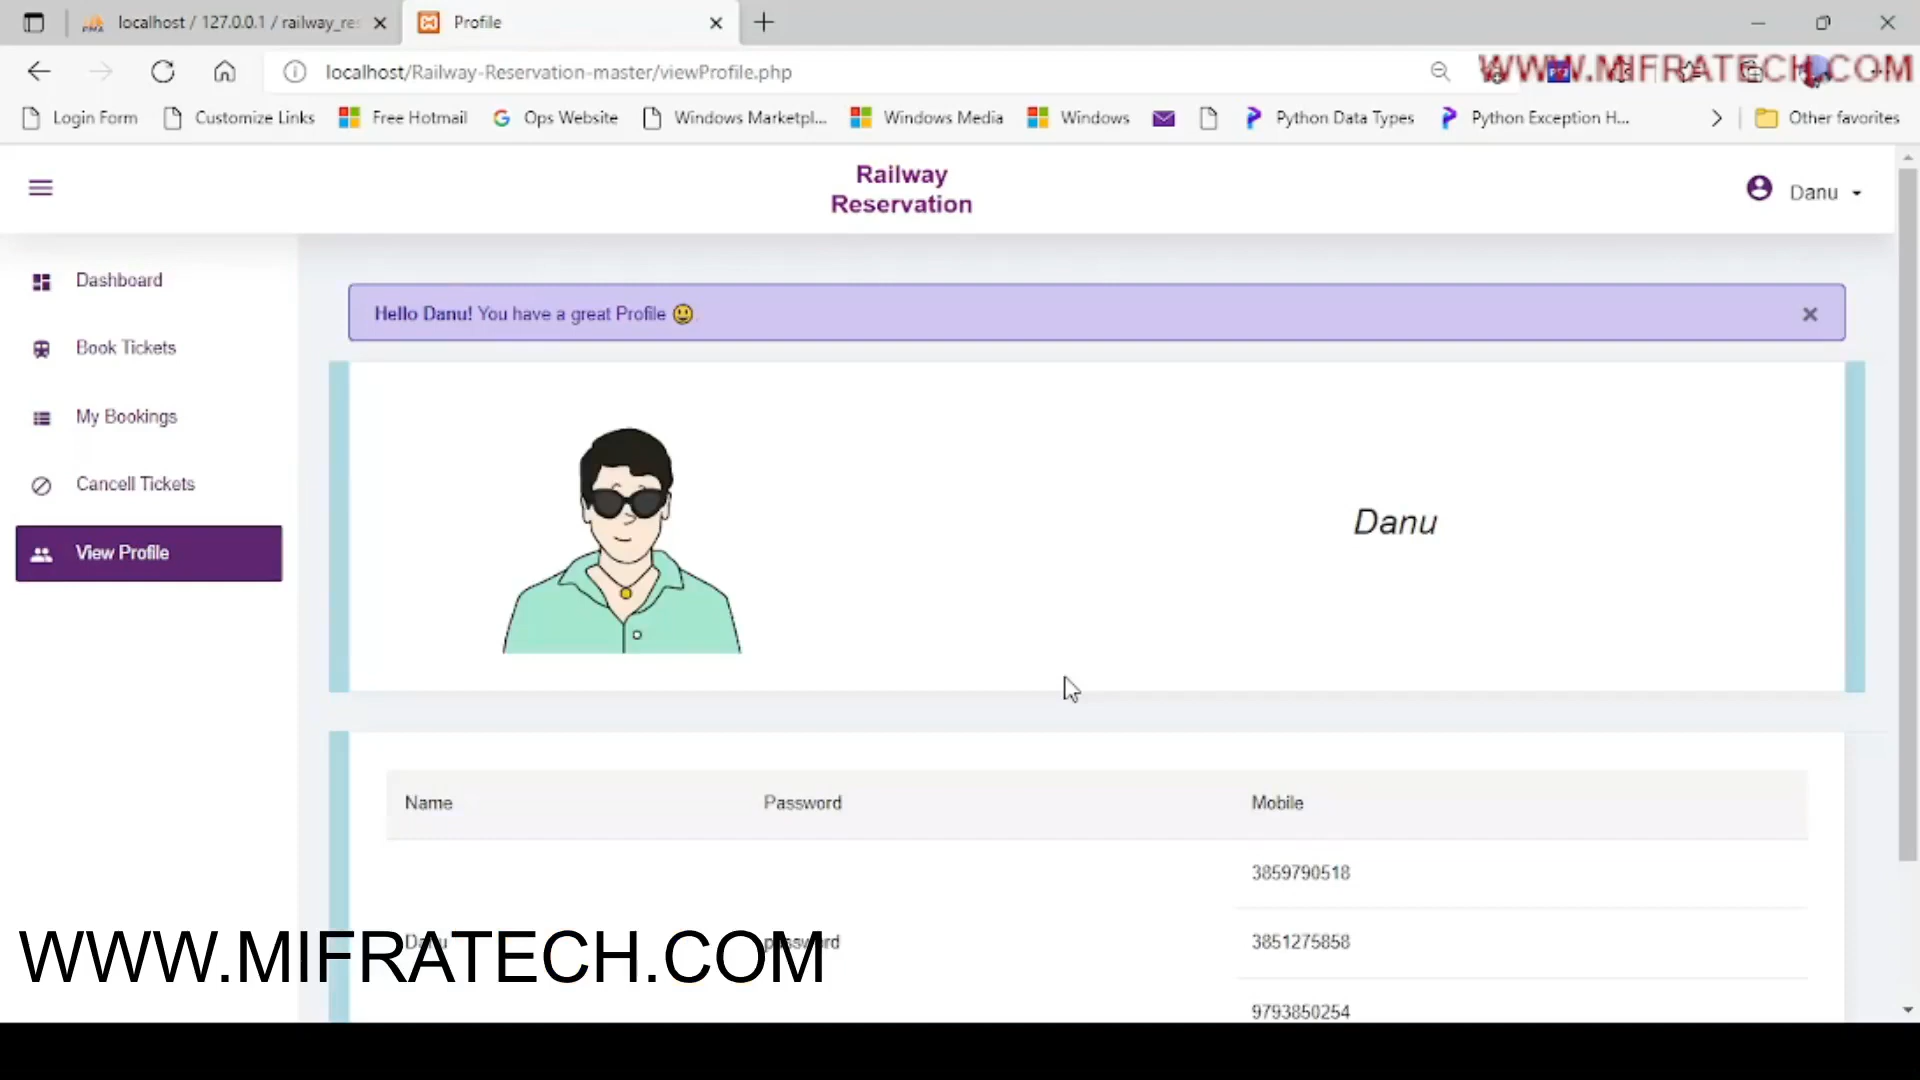 localhost / 127.0.0.1 / railway_re
Profile
localhost/Railway-Reservation-master/viewProfile.php
WWW.MIFRATECH.COM
Login Form
Customize Links
Free Hotmail
Ops Website
Windows Marketpl...
Windows Media
Windows
Python Data Types
Python Exception H...
Other favorites
Railway
Reservation
Danu
Dashboard
Book Tickets
My Bookings
Cancell Tickets
View Profile
Hello Danu! You have a great Profile 😃
Danu
Name Password Mobile
3859790518
Danu password 3851275858
9793850254
WWW.MIFRATECH.COM